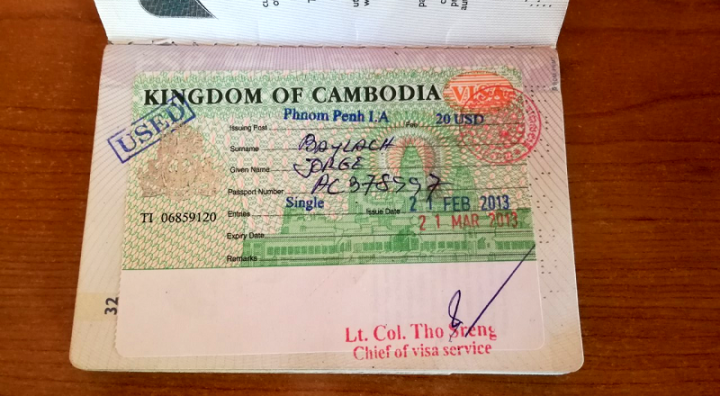 KINGDOM OF CAMBODIA VISA
USED
Phnom Penh I.A 20 USD
Issuing Post Fee
Surname BAYLACH
Given Name JORGE
Passport Number
TI 06859120
Entries Single Issue Date 21 FEB 2013
Expiry Date 21 MAR 2013
Remarks
32
Lt. Col. Tho Sreng
Chief of visa service